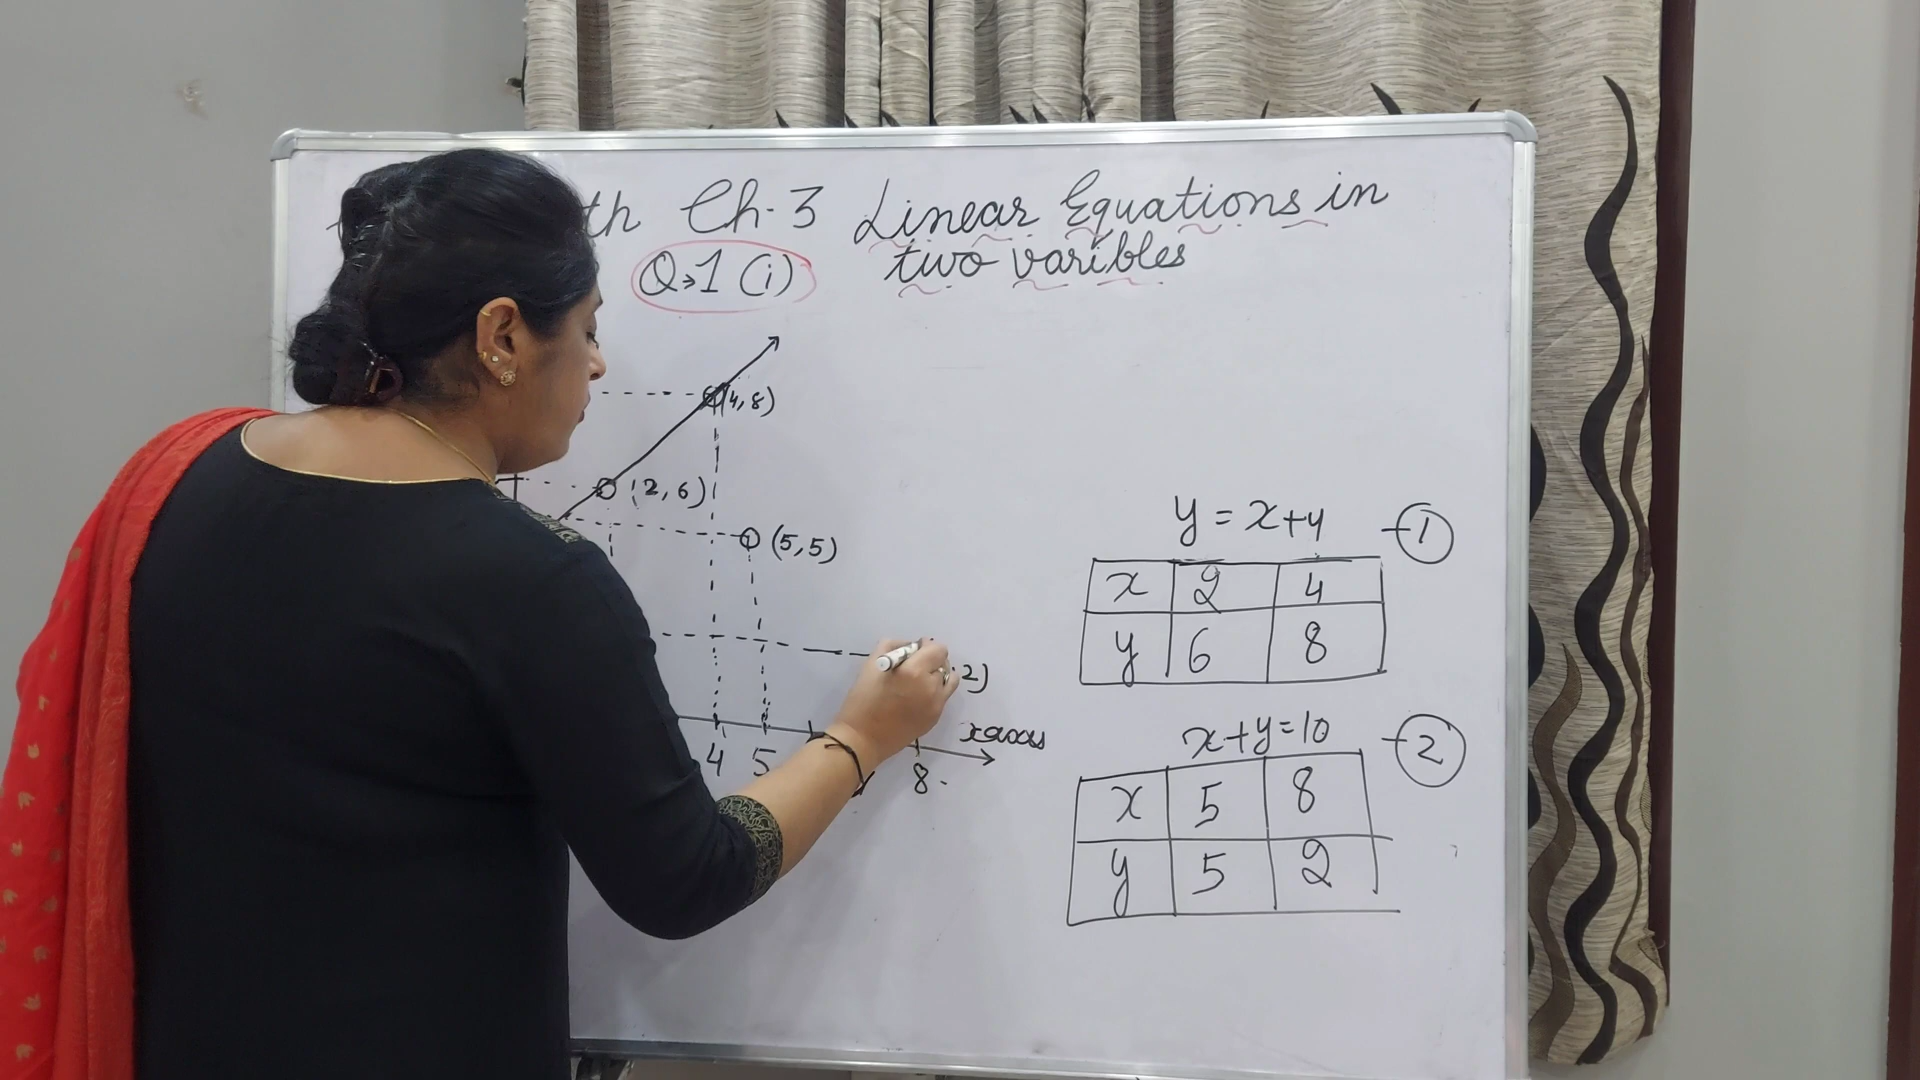 th Ch-3 Linear Equations in
two varibles
Q→1 (i)
(4,8)
(2,6)
(5,5)
2)
4 5 8
y = x+4 -1
x 2 4
y 6 8
x+y=10 -2
x 5 8
y 5 2